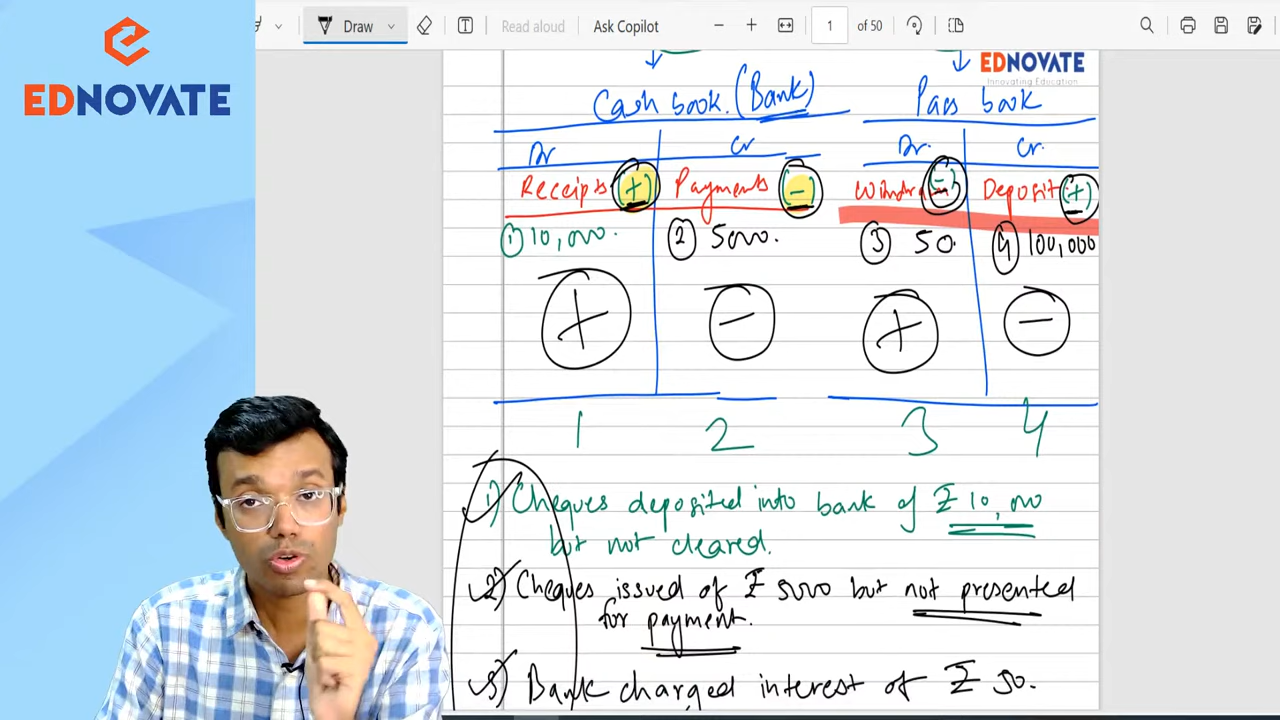 Draw
Read aloud
Ask Copilot
1 of 50
EDNOVATE
EDNOVATE
Innovating Education
Cash book. (Bank)
Pass book
Dr
Cr
Dr.
Cr.
Receipts (+)
Payments (-)
Withdra (-)
Deposit (+)
① 10,000.
② 5000.
③ 50.
④ 100,000
+
-
+
-
1 2 3 4
1) Cheques deposited into bank of ₹ 10,000
but not cleared.
2) Cheques issued of ₹ 5000 but not presented
for payment.
3) Bank charged interest of ₹ 50.